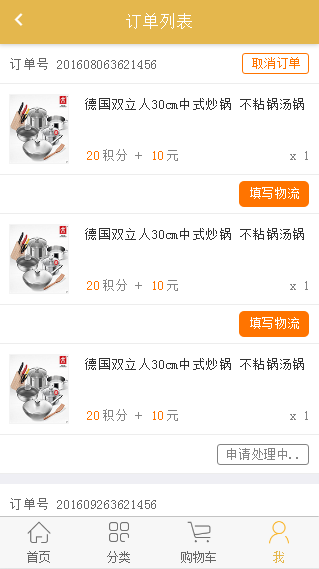 订单列表
订单号 201608063621456 取消订单
德国双立人30cm中式炒锅 不粘锅汤锅
20积分 + 10元 x 1
填写物流
德国双立人30cm中式炒锅 不粘锅汤锅
20积分 + 10元 x 1
填写物流
德国双立人30cm中式炒锅 不粘锅汤锅
20积分 + 10元 x 1
申请处理中..
订单号 201609263621456
首页 分类 购物车 我